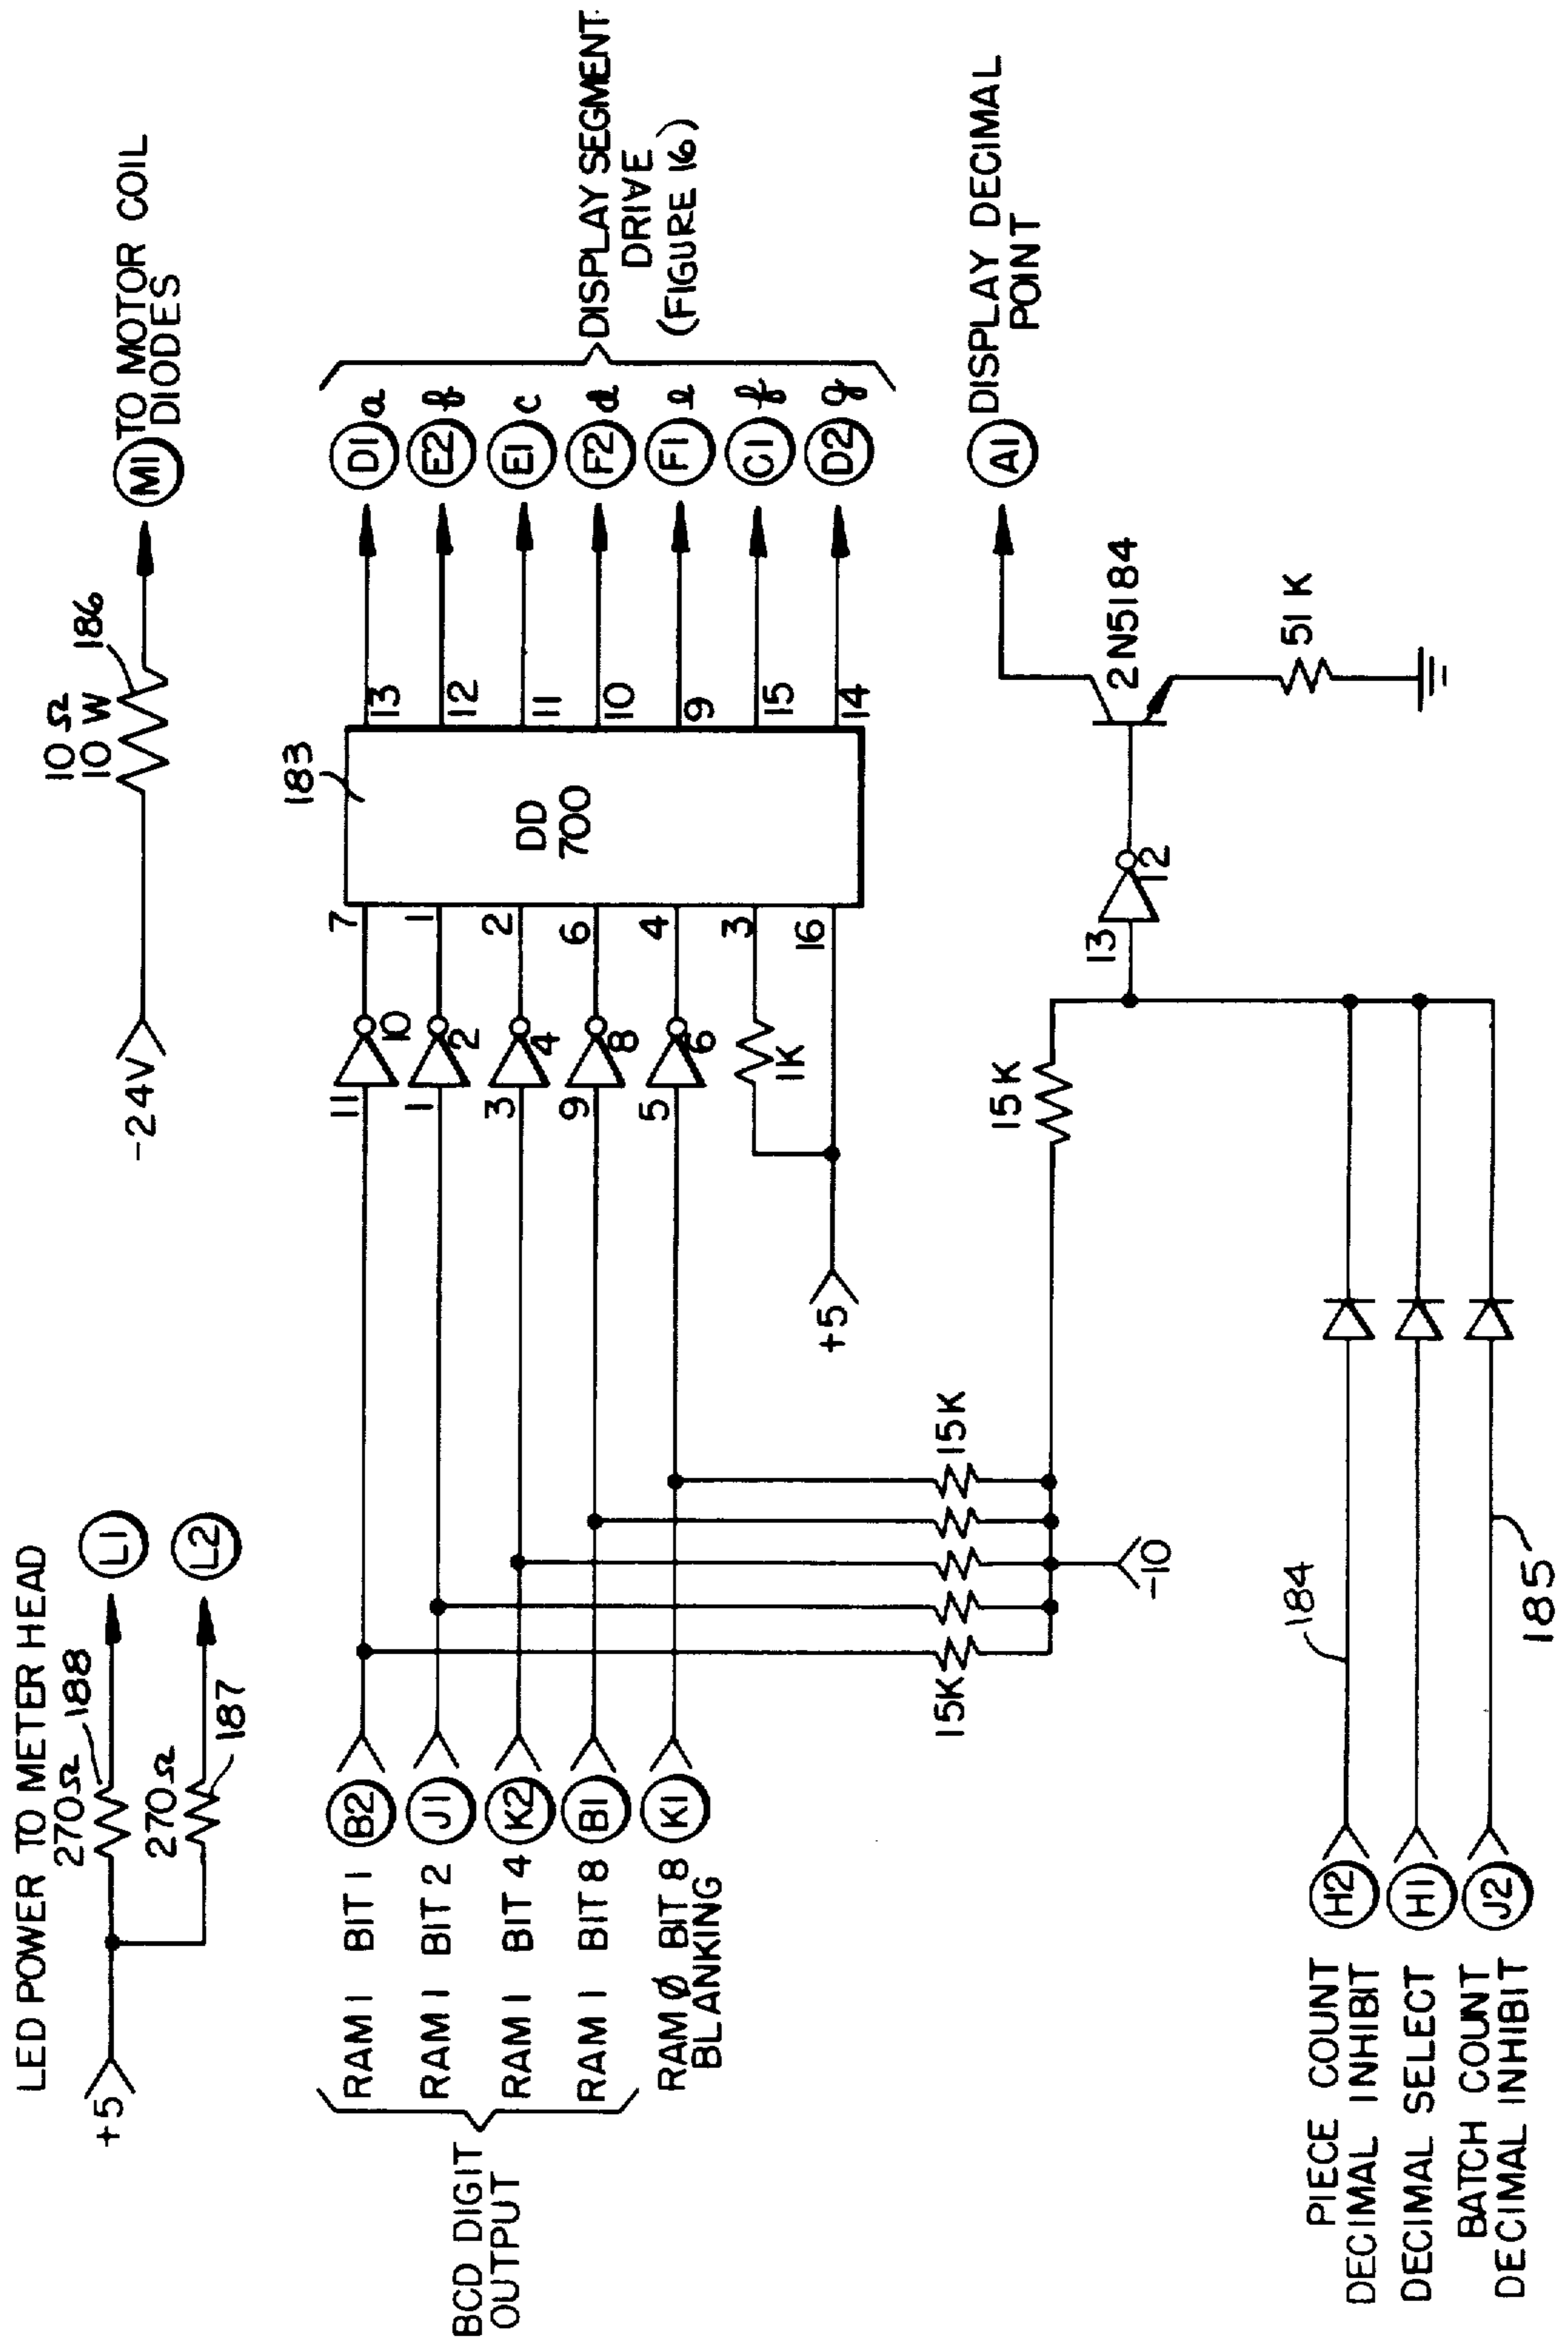 LED POWER TO METER HEAD
+5
270Ω
188
L1
270Ω
187
L2
-24V
10Ω
10 W
186
M1 TO MOTOR COIL
DIODES
BCD DIGIT
OUTPUT
RAM 1 BIT 1 B2
RAM 1 BIT 2 J1
RAM 1 BIT 4 K2
RAM 1 BIT 8 B1
RAM Ø BIT 8 K1
BLANKING
11 10 7
1 2 1
3 4 2
9 8 6
5 6 4
1K 3
+5 16
183
DD
700
13 D1 a
12 E2 f
11 E1 c
10 F2 d
9 F1 e
15 C1 f
14 D2 g
DISPLAY SEGMENT
DRIVE
(FIGURE 16)
15K
15K
-10
15K
13 12
2N5184
51K
A1 DISPLAY DECIMAL
POINT
PIECE COUNT
DECIMAL INHIBIT
H2
184
DECIMAL SELECT H1
BATCH COUNT
DECIMAL INHIBIT
J2
185